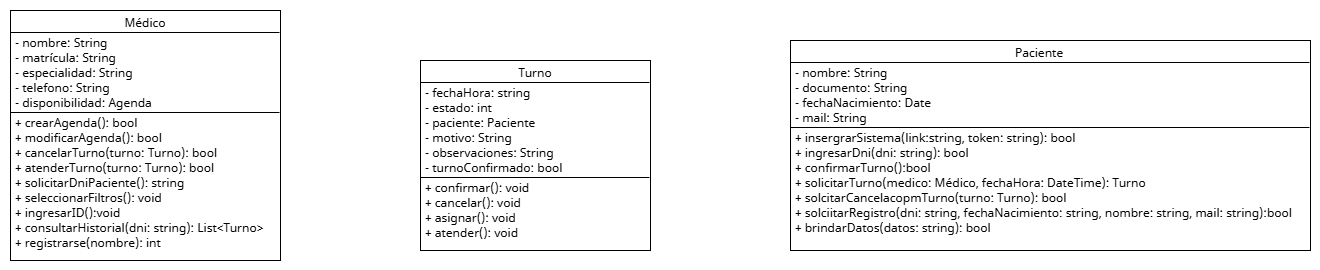 Médico
- nombre: String
- matrícula: String
- especialidad: String
- telefono: String
- disponibilidad: Agenda
+ crearAgenda(): bool
+ modificarAgenda(): bool
+ cancelarTurno(turno: Turno): bool
+ atenderTurno(turno: Turno): bool
+ solicitarDniPaciente(): string
+ seleccionarFiltros(): void
+ ingresarID():void
+ consultarHistorial(dni: string): List<Turno>
+ registrarse(nombre): int
Turno
- fechaHora: string
- estado: int
- paciente: Paciente
- motivo: String
- observaciones: String
- turnoConfirmado: bool
+ confirmar(): void
+ cancelar(): void
+ asignar(): void
+ atender(): void
Paciente
- nombre: String
- documento: String
- fechaNacimiento: Date
- mail: String
+ insergrarSistema(link:string, token: string): bool
+ ingresarDni(dni: string): bool
+ confirmarTurno():bool
+ solicitarTurno(medico: Médico, fechaHora: DateTime): Turno
+ solcitarCancelacopmTurno(turno: Turno): bool
+ solciitarRegistro(dni: string, fechaNacimiento: string, nombre: string, mail: string):bool
+ brindarDatos(datos: string): bool